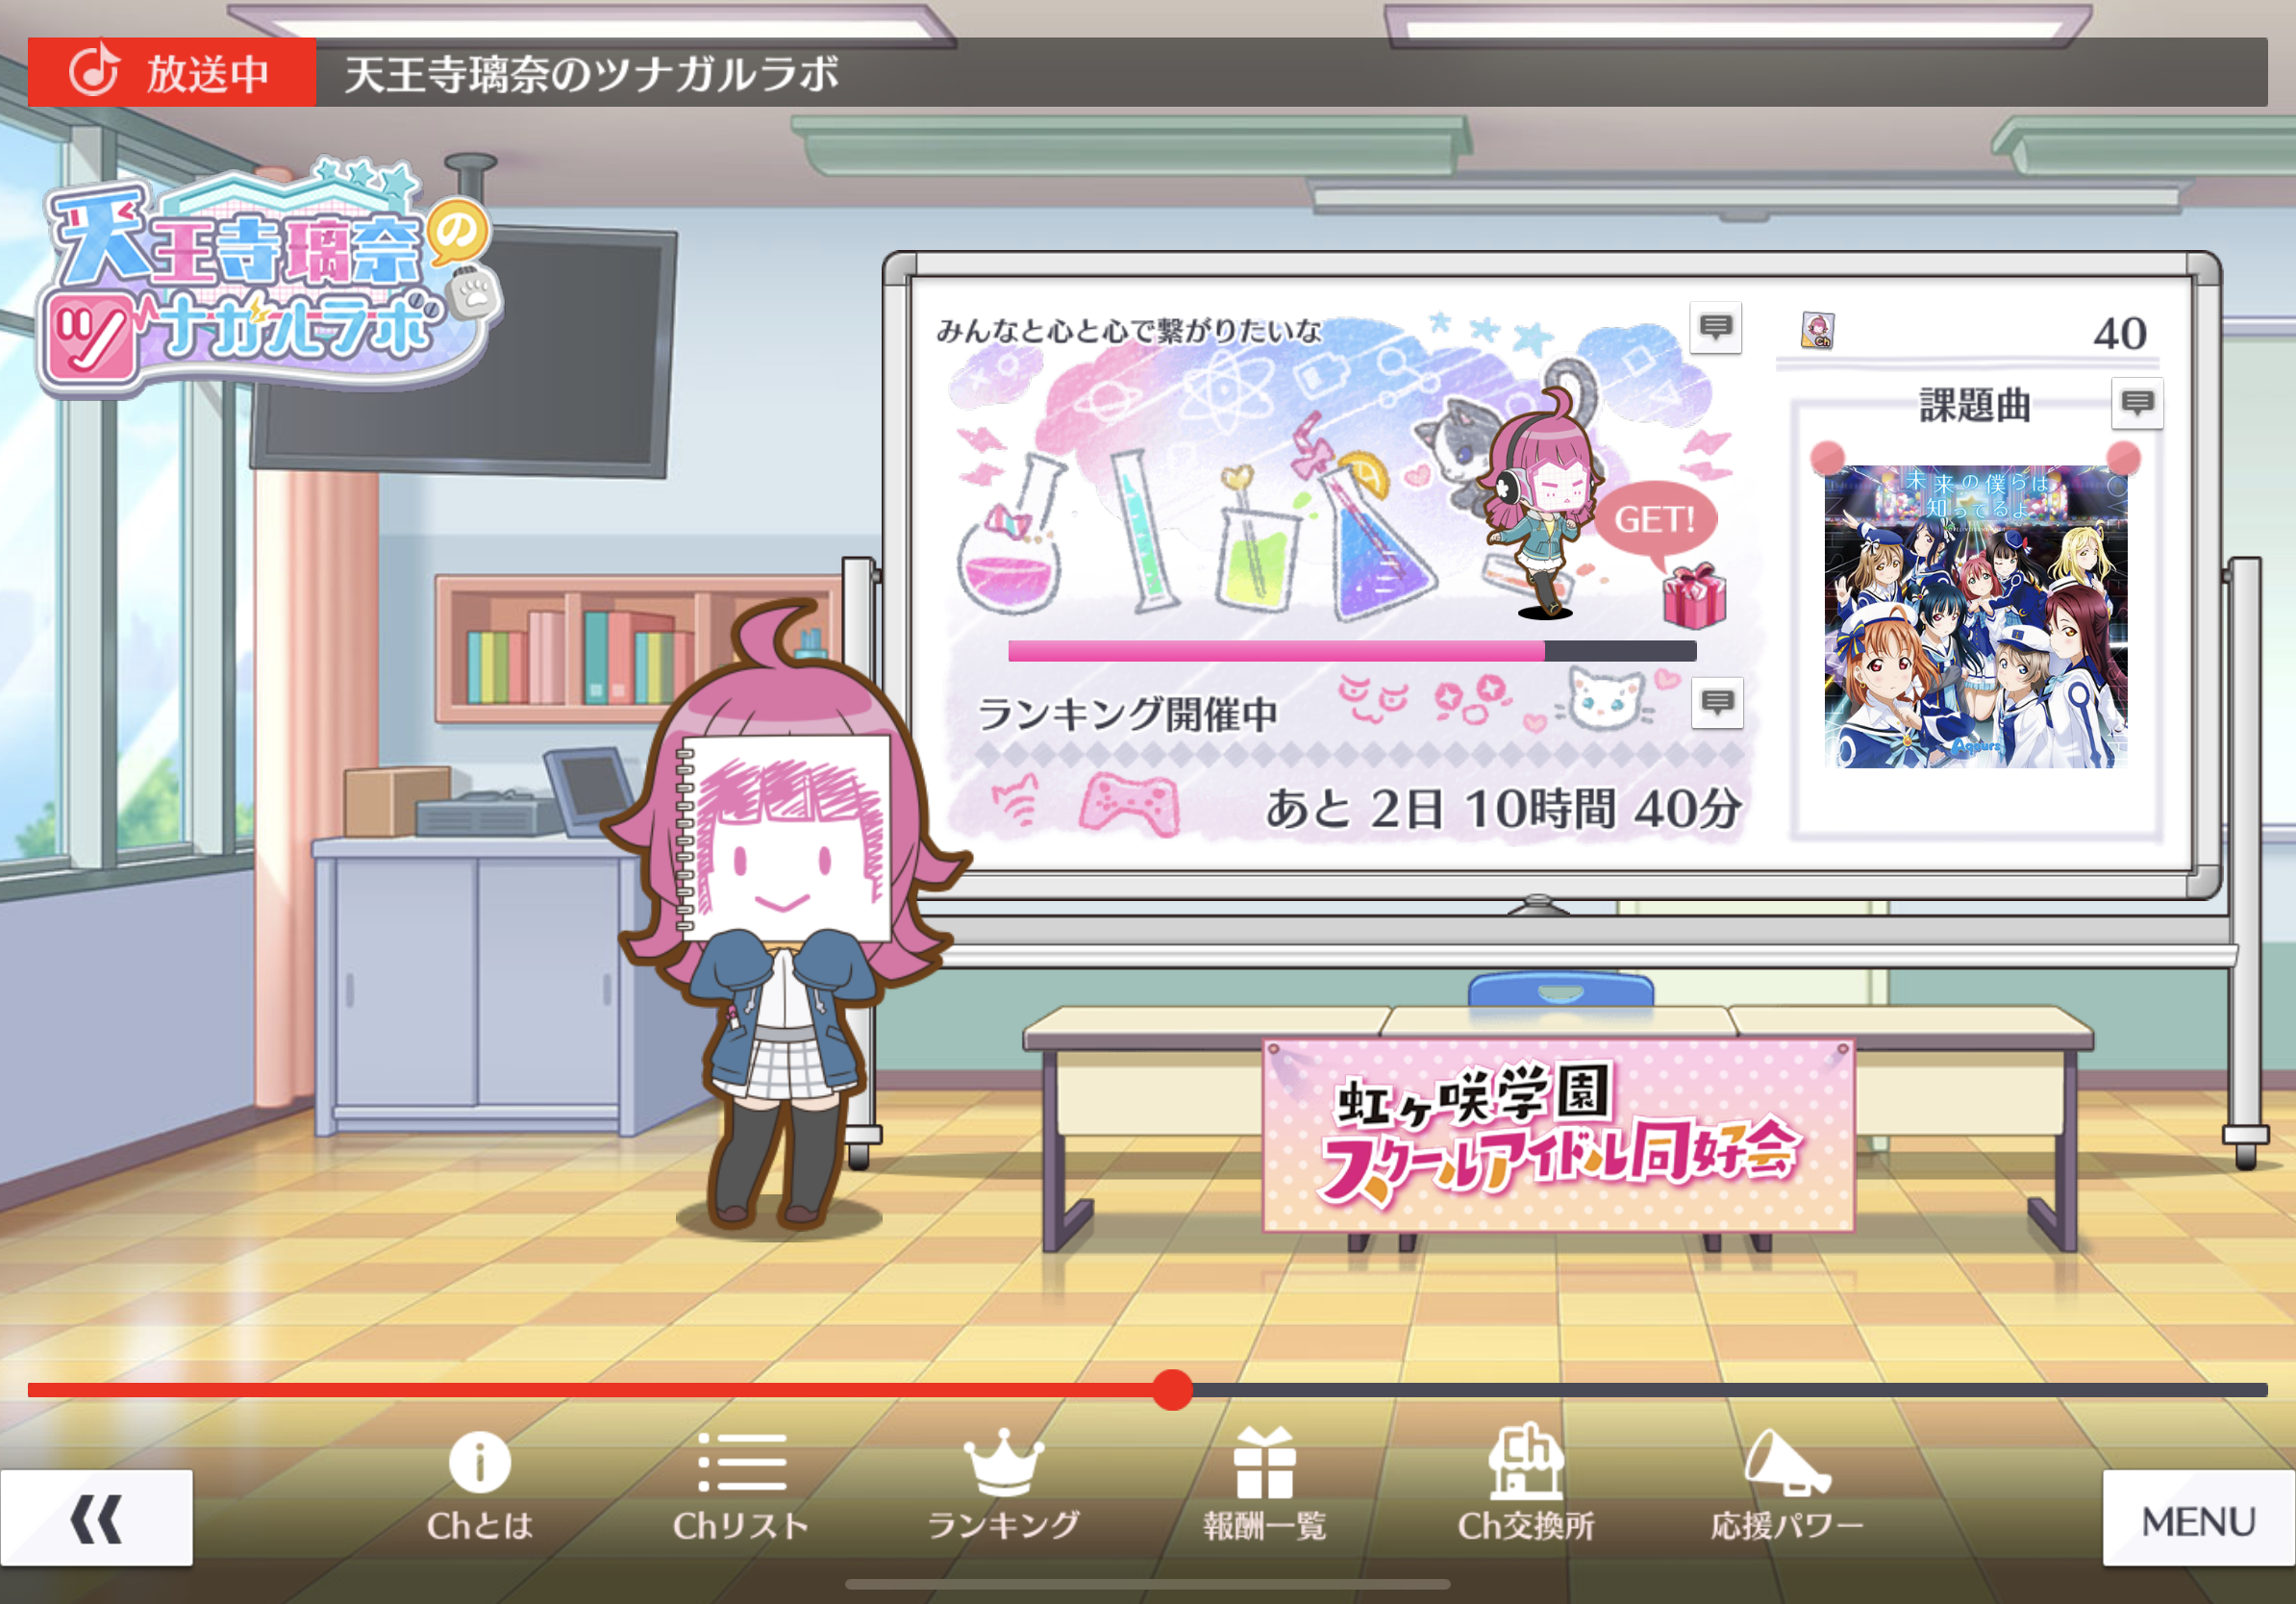 放送中
天王寺璃奈のツナガルラボ
天王寺璃奈の
ツナガルラボ
みんなと心と心で繋がりたいな
GET!
ランキング開催中
あと 2日 10時間 40分
Ch
40
課題曲
未来の僕らは
知ってるよ
Aqours
虹ヶ咲学園
スクールアイドル同好会
Chとは
Chリスト
ランキング
報酬一覧
Ch
Ch交換所
応援パワー
MENU